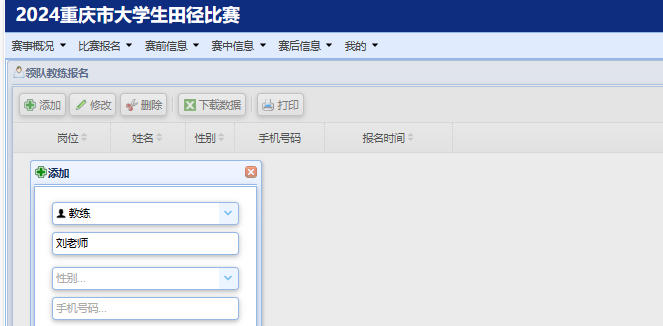 2024重庆市大学生田径比赛
赛事概况 比赛报名 赛前信息 赛中信息 赛后信息 我的
领队教练报名
添加 修改 删除 下载数据 打印
岗位 姓名 性别 手机号码 报名时间
添加
教练
刘老师
性别...
手机号码...